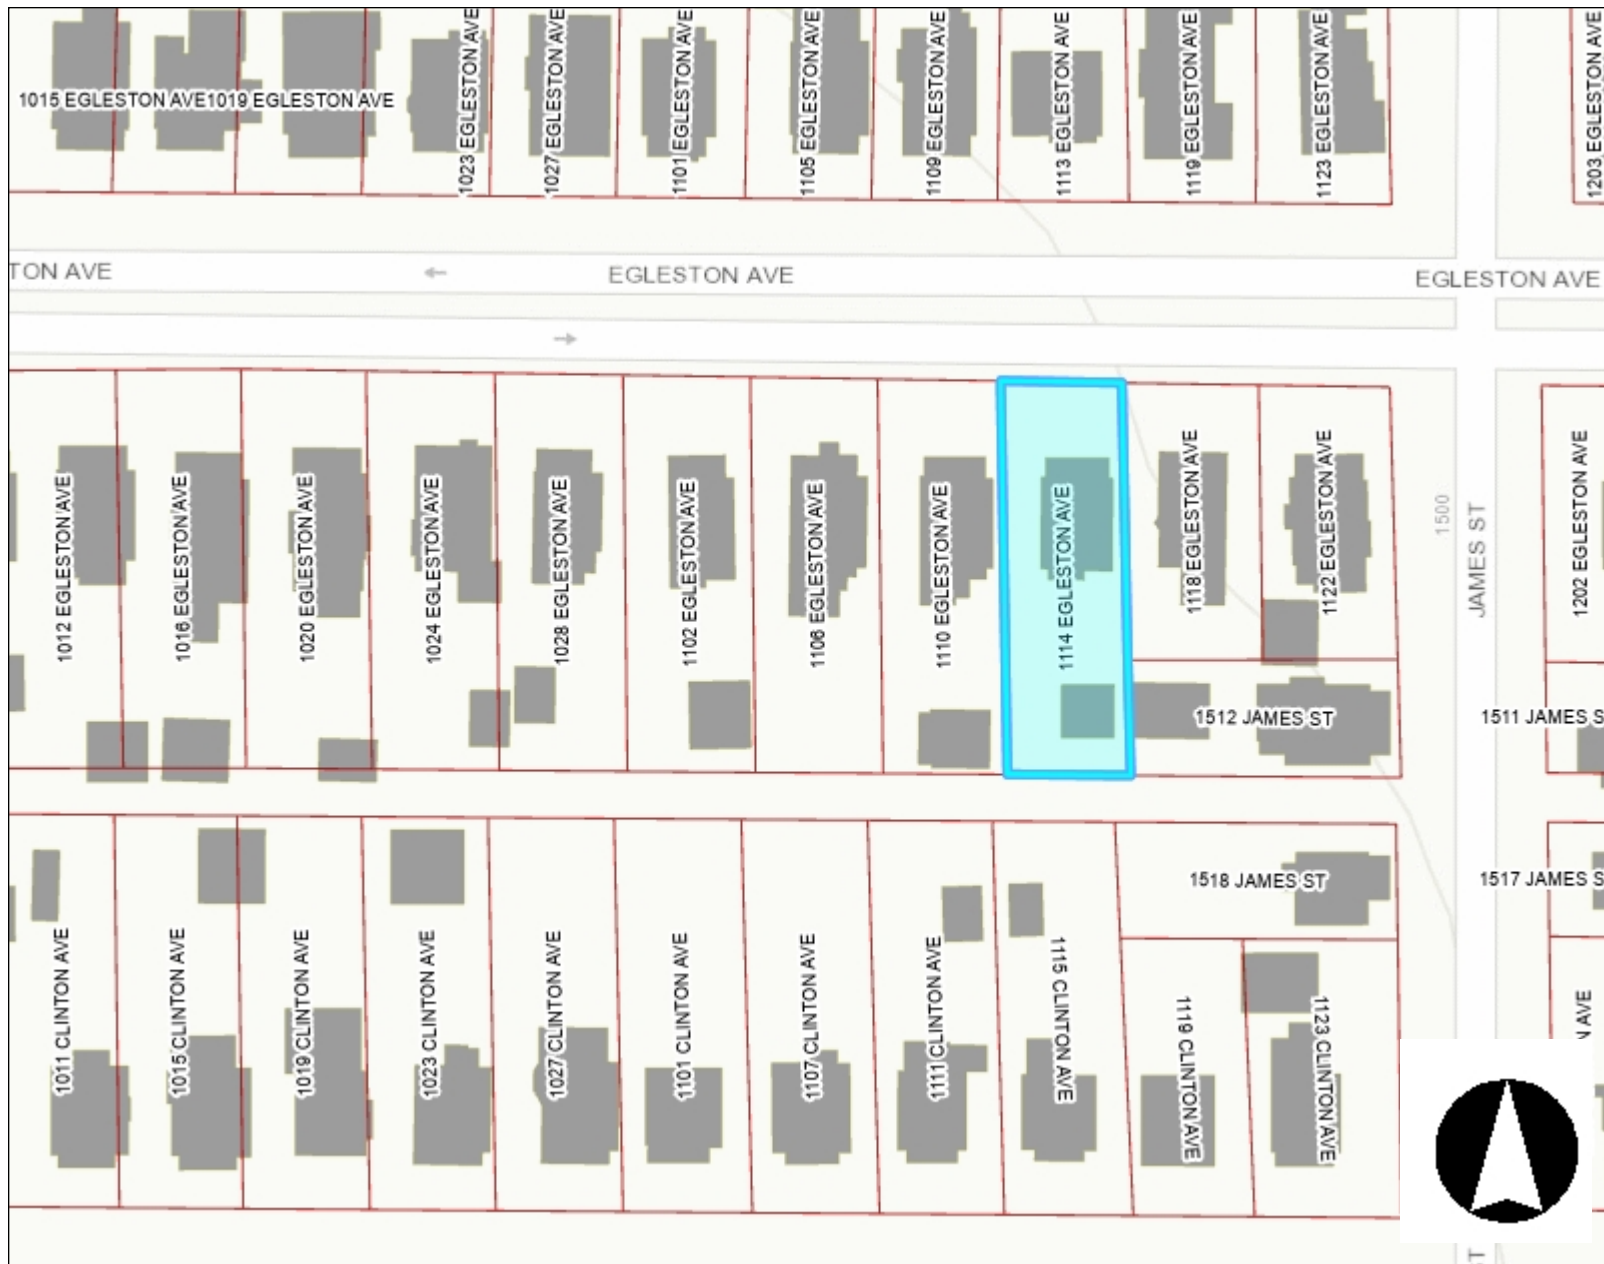 1015 EGLESTON AVE
1019 EGLESTON AVE
1023 EGLESTON AVE
1027 EGLESTON AVE
1101 EGLESTON AVE
1105 EGLESTON AVE
1109 EGLESTON AVE
1113 EGLESTON AVE
1119 EGLESTON AVE
1123 EGLESTON AVE
1203 EGLESTON AVE
TON AVE
EGLESTON AVE
EGLESTON AVE
1012 EGLESTON AVE
1016 EGLESTON AVE
1020 EGLESTON AVE
1024 EGLESTON AVE
1028 EGLESTON AVE
1102 EGLESTON AVE
1106 EGLESTON AVE
1110 EGLESTON AVE
1114 EGLESTON AVE
1118 EGLESTON AVE
1122 EGLESTON AVE
1500
JAMES ST
1202 EGLESTON AVE
1512 JAMES ST
1511 JAMES S
1518 JAMES ST
1517 JAMES S
1011 CLINTON AVE
1015 CLINTON AVE
1019 CLINTON AVE
1023 CLINTON AVE
1027 CLINTON AVE
1101 CLINTON AVE
1107 CLINTON AVE
1111 CLINTON AVE
1115 CLINTON AVE
1119 CLINTON AVE
1123 CLINTON AVE
N AVE
ST